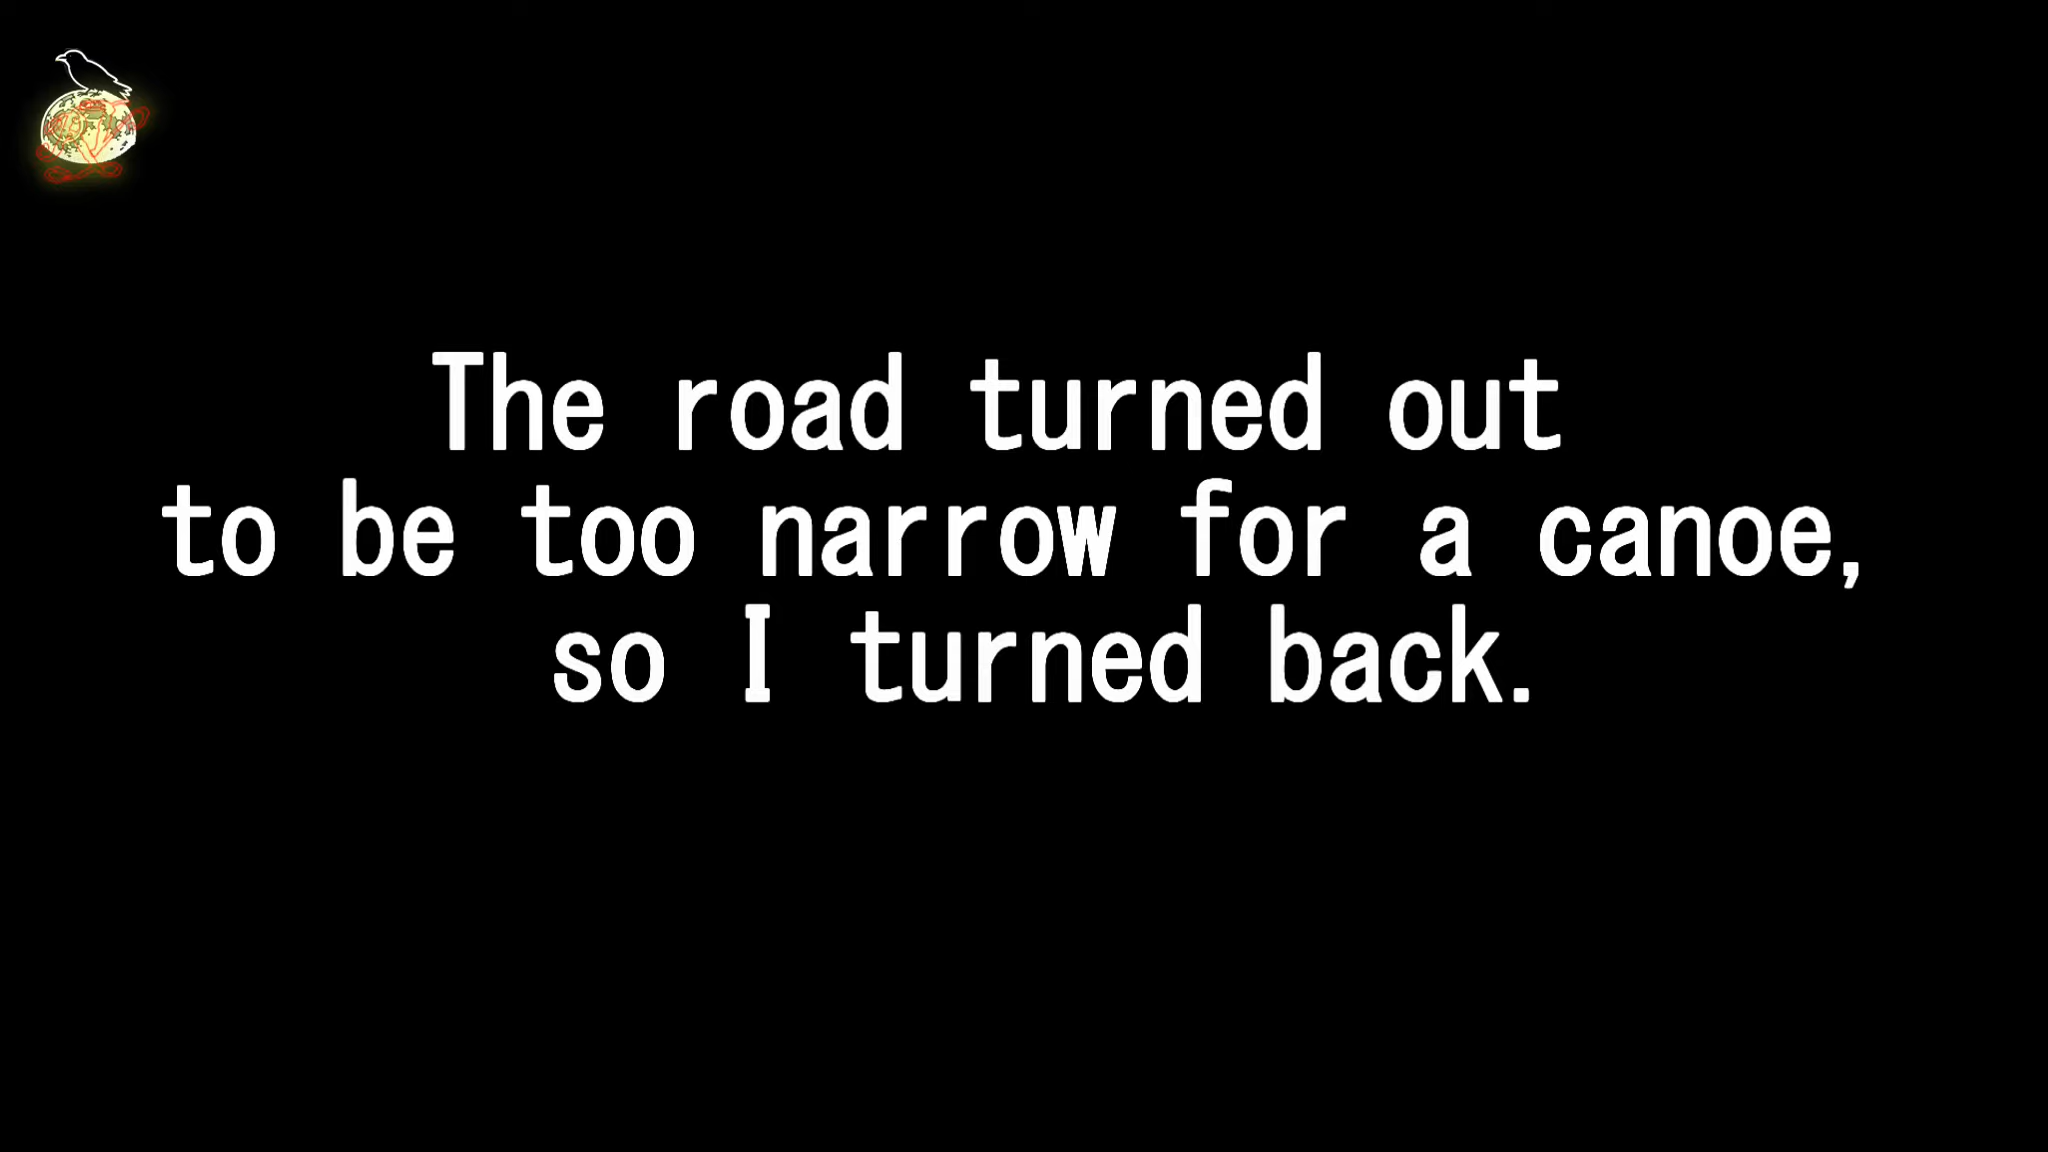 The road turned out
to be too narrow for a canoe,
so I turned back.